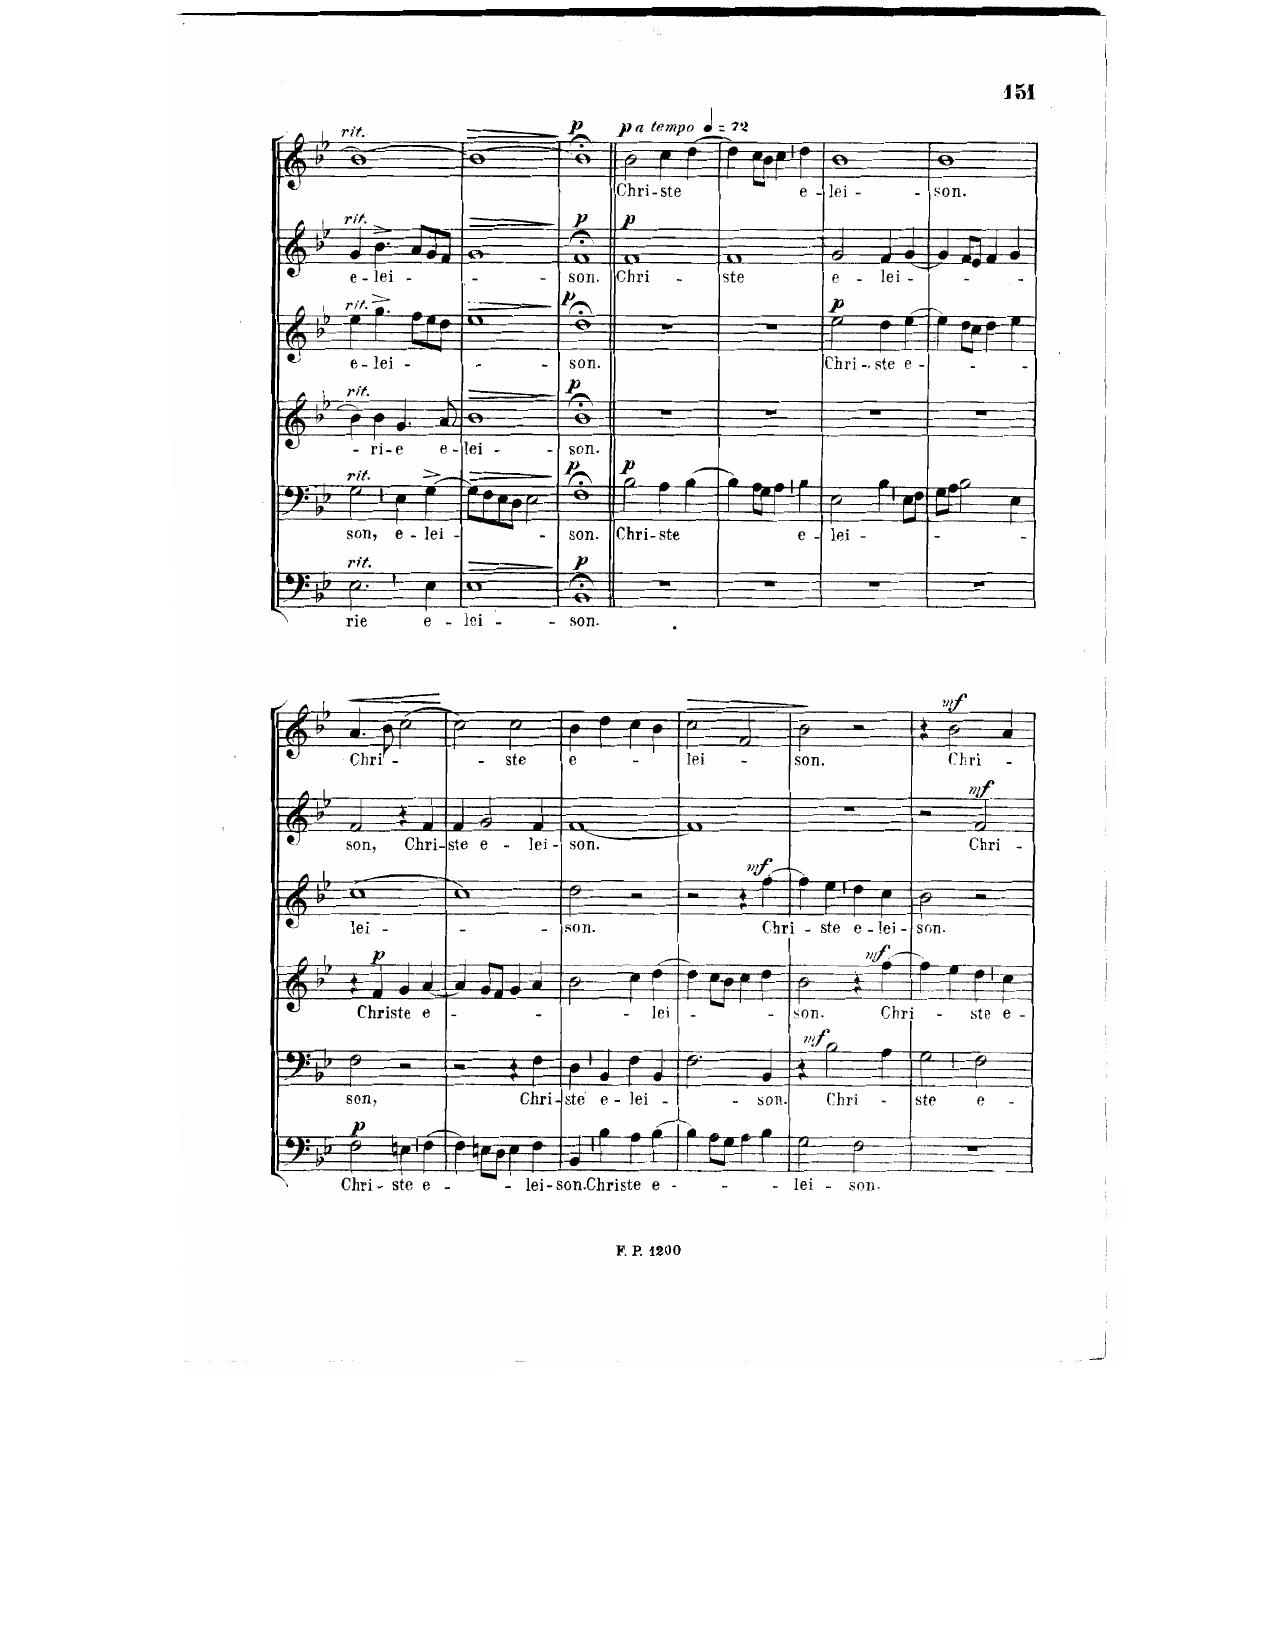 151
rit.
p
p a tempo ♩ = 72
Chri-ste e-lei--son.
rit.
p
p
e-lei--son. Chri-ste e-lei---
rit.
p
p
e-lei---son. Chri-ste e---
rit.
p
-ri-e e-lei--son.
rit.
p
p
son, e-lei--son. Chri-ste e-lei---
rit.
p
rie e-lei--son.
mf
Chri--ste e--lei-son. Chri-
mf
son, Chri-ste e-lei-son. Chri-
mf
lei---son. Chri-ste e-lei-son.
p
mf
Christe e---lei--son. Chri-ste e-
mf
son, Chri-ste e-lei--son. Chri-ste e-
p
Chri-ste e--lei-son. Christe e---lei-son.
F. P. 1200